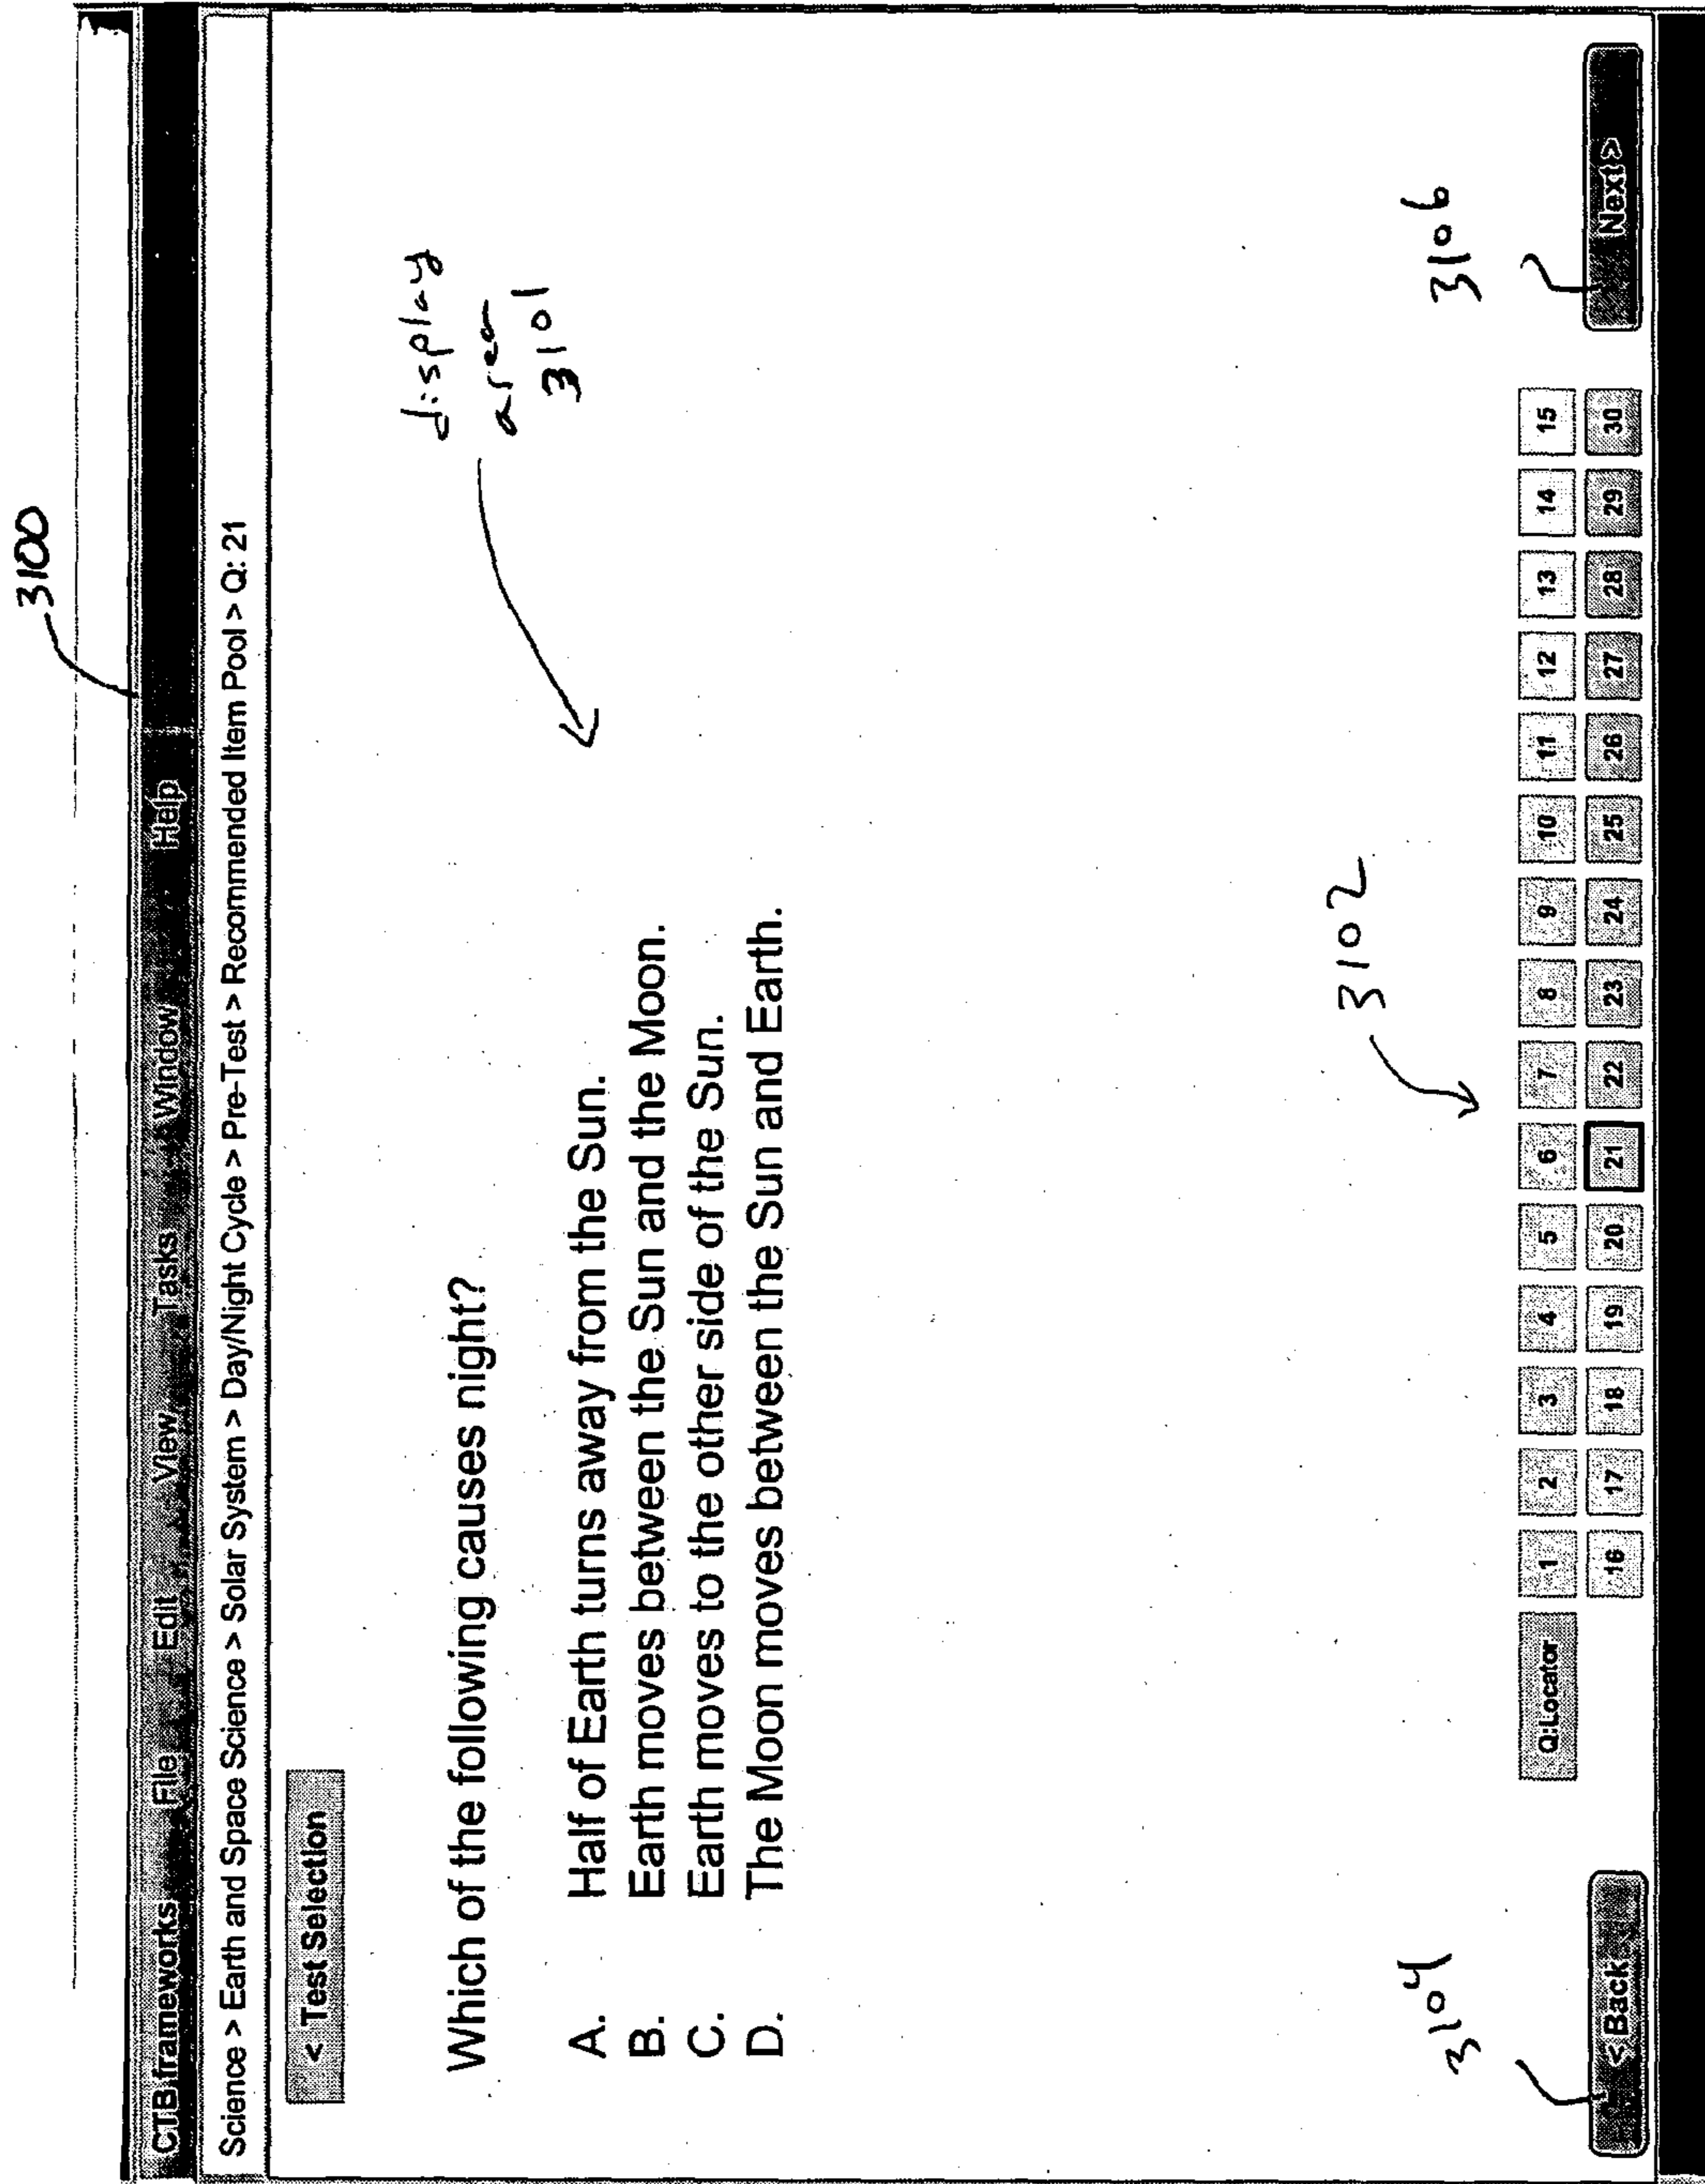 3100
CTB frameworks File Edit View Tasks Window Help
Science > Earth and Space Science > Solar System > Day/Night Cycle > Pre-Test > Recommended Item Pool > Q: 21
< Test Selection
display
area
3101
Which of the following causes night?
A. Half of Earth turns away from the Sun.
B. Earth moves between the Sun and the Moon.
C. Earth moves to the other side of the Sun.
D. The Moon moves between the Sun and Earth.
3102
3104
3106
Q:Locator 1 2 3 4 5 6 7 8 9 10 11 12 13 14 15
< Back 16 17 18 19 20 21 22 23 24 25 26 27 28 29 30 Next >